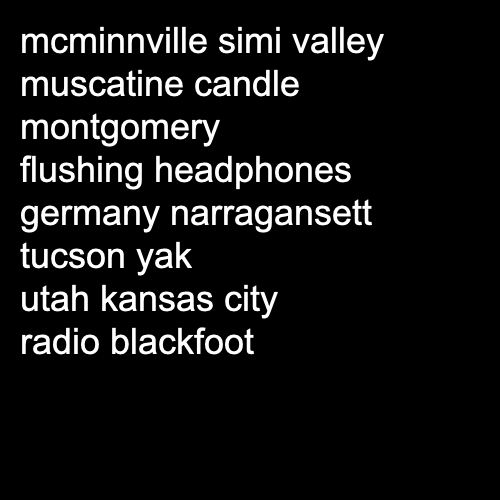 mcminnville simi valley
muscatine candle
montgomery
flushing headphones
germany narragansett
tucson yak
utah kansas city
radio blackfoot